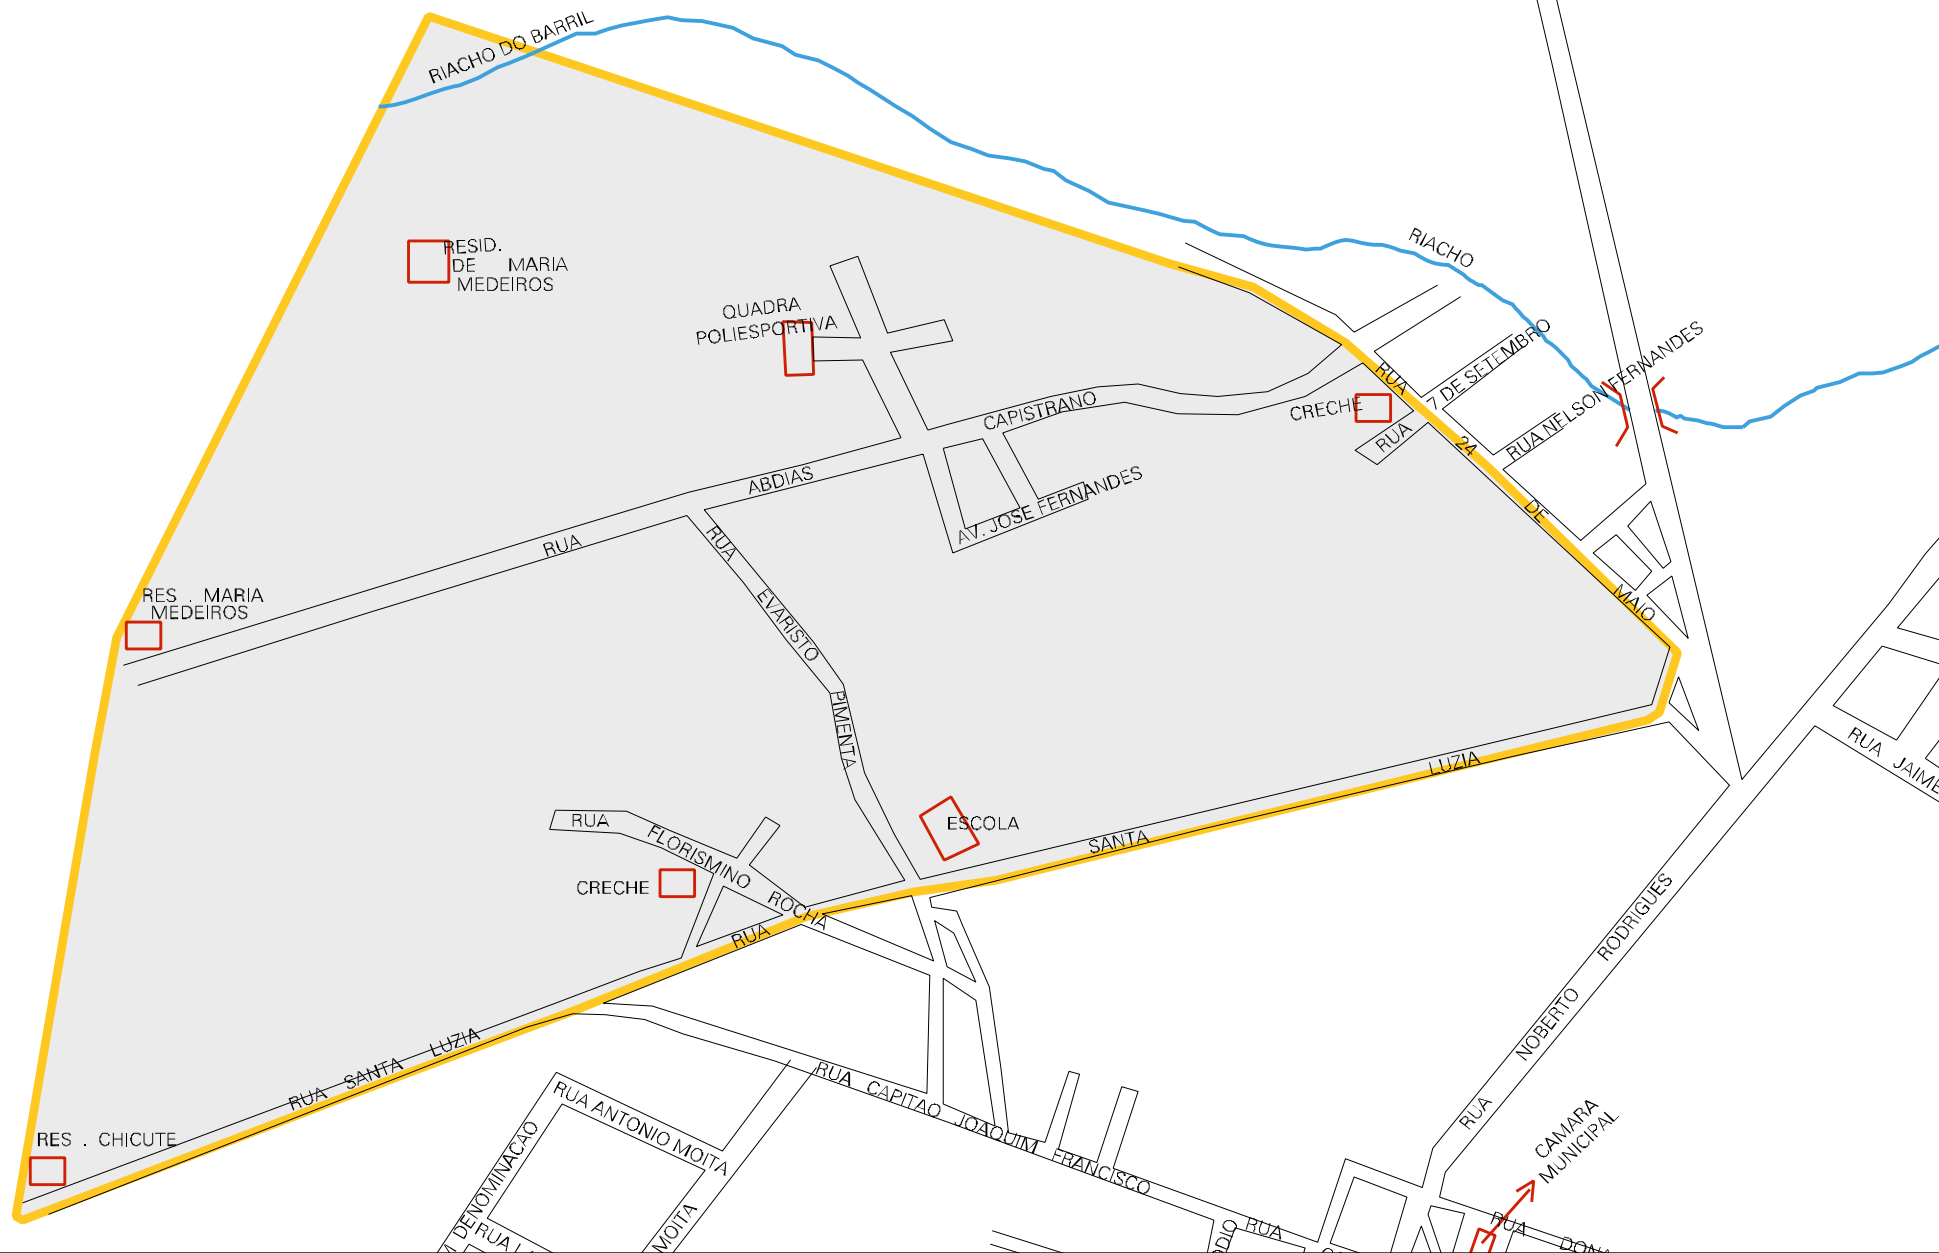 RIACHO DO BARRIL
RIACHO
RESID.
DE MARIA
MEDEIROS
QUADRA
POLIESPORTIVA
RUA 24 DE MAIO
RUA 7 DE SETEMBRO
RUA NELSON FERNANDES
CRECHE
RUA ABDIAS CAPISTRANO
AV. JOSE FERNANDES
RES . MARIA
MEDEIROS
RUA EVARISTO PIMENTA
RUA SANTA LUZIA
RUA JAIME
ESCOLA
RUA FLORISMINO ROCHA
CRECHE
RUA SANTA LUZIA
RUA NOBERTO RODRIGUES
RES . CHICUTE
RUA CAPITAO JOAQUIM FRANCISCO
RUA ANTONIO MOITA
DENOMINACAO
MOITA
RUA
CAMARA
MUNICIPAL
RUA
RUA